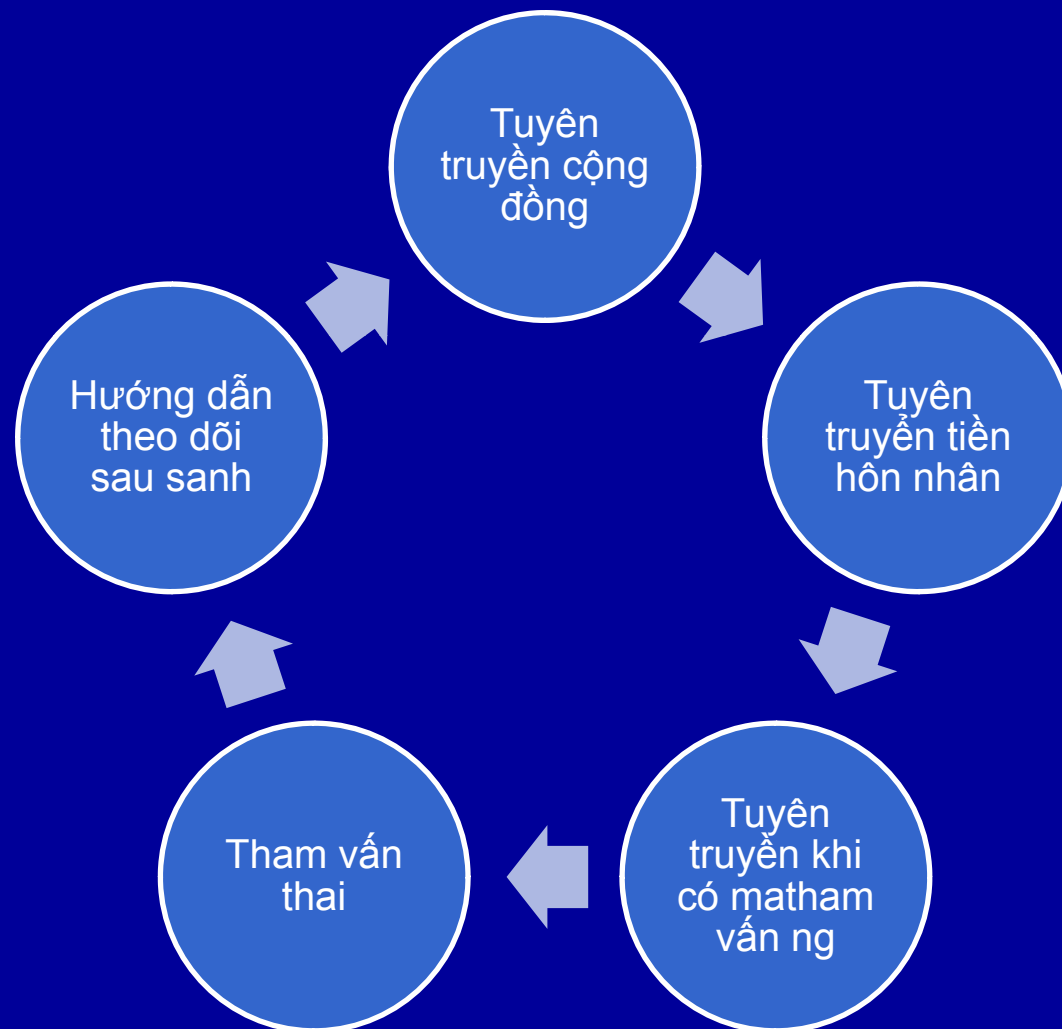 Tuyên
truyền cộng
đồng
Tuyên
truyển tiền
hôn nhân
Tuyên
truyền khi
có matham
vấn ng
Tham vấn
thai
Hướng dẫn
theo dõi
sau sanh